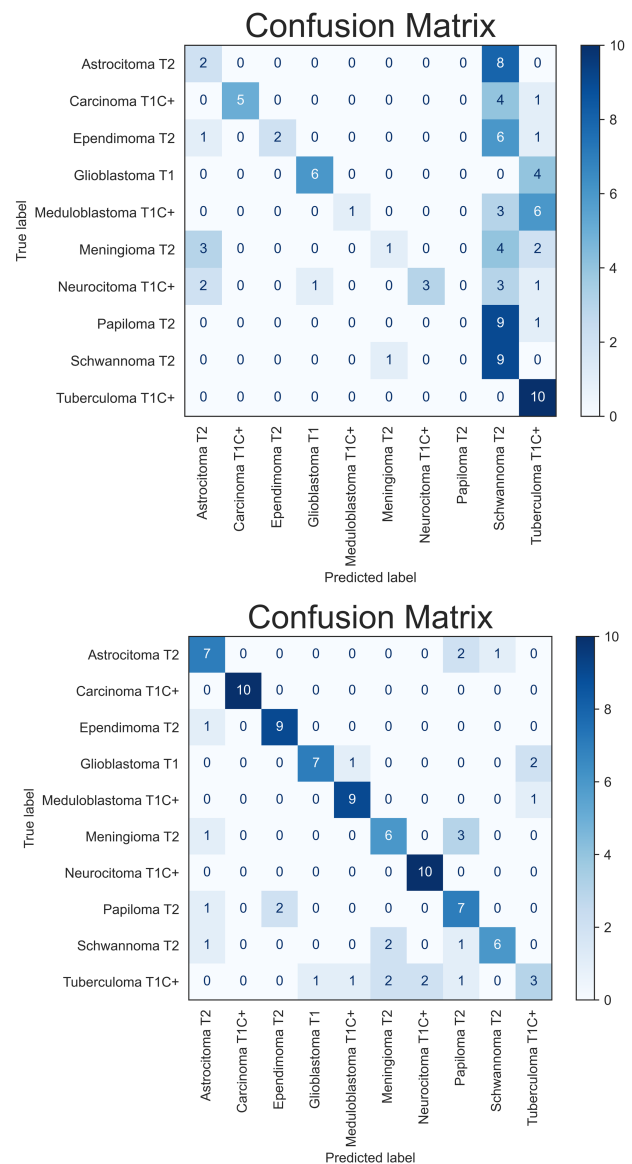 Confusion Matrix
True label
Astrocitoma T2 2 0 0 0 0 0 0 0 8 0
Carcinoma T1C+ 0 5 0 0 0 0 0 0 4 1
Ependimoma T2 1 0 2 0 0 0 0 0 6 1
Glioblastoma T1 0 0 0 6 0 0 0 0 0 4
Meduloblastoma T1C+ 0 0 0 0 1 0 0 0 3 6
Meningioma T2 3 0 0 0 0 1 0 0 4 2
Neurocitoma T1C+ 2 0 0 1 0 0 3 0 3 1
Papiloma T2 0 0 0 0 0 0 0 0 9 1
Schwannoma T2 0 0 0 0 0 1 0 0 9 0
Tuberculoma T1C+ 0 0 0 0 0 0 0 0 0 10
Astrocitoma T2
Carcinoma T1C+
Ependimoma T2
Glioblastoma T1
Meduloblastoma T1C+
Meningioma T2
Neurocitoma T1C+
Papiloma T2
Schwannoma T2
Tuberculoma T1C+
Predicted label
10
8
6
4
2
0
Confusion Matrix
True label
Astrocitoma T2 7 0 0 0 0 0 0 2 1 0
Carcinoma T1C+ 0 10 0 0 0 0 0 0 0 0
Ependimoma T2 1 0 9 0 0 0 0 0 0 0
Glioblastoma T1 0 0 0 7 1 0 0 0 0 2
Meduloblastoma T1C+ 0 0 0 0 9 0 0 0 0 1
Meningioma T2 1 0 0 0 0 6 0 3 0 0
Neurocitoma T1C+ 0 0 0 0 0 0 10 0 0 0
Papiloma T2 1 0 2 0 0 0 0 7 0 0
Schwannoma T2 1 0 0 0 0 2 0 1 6 0
Tuberculoma T1C+ 0 0 0 1 1 2 2 1 0 3
Astrocitoma T2
Carcinoma T1C+
Ependimoma T2
Glioblastoma T1
Meduloblastoma T1C+
Meningioma T2
Neurocitoma T1C+
Papiloma T2
Schwannoma T2
Tuberculoma T1C+
Predicted label
10
8
6
4
2
0